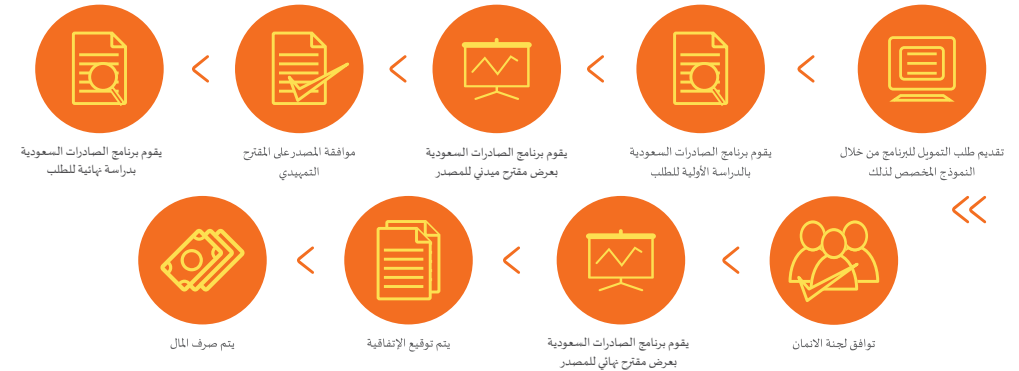 تقديم طلب التمويل للبرنامج من خلال
النموذج المخصص لذلك
يقوم برنامج الصادرات السعودية
بالدراسة الأولية للطلب
يقوم برنامج الصادرات السعودية
بعرض مقترح مبدئي للمصدر
موافقة المصدر على المقترح
التمهيدي
يقوم برنامج الصادرات السعودية
بدراسة نهائية للطلب
توافق لجنة الائتمان
يقوم برنامج الصادرات السعودية
بعرض مقترح نهائي للمصدر
يتم توقيع الإتفاقية
يتم صرف المال